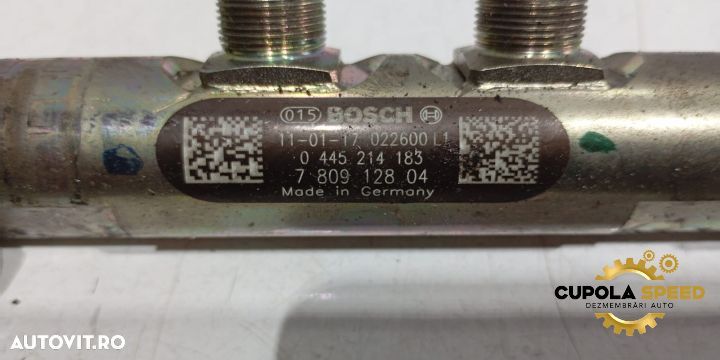 015 BOSCH
11-01-17 022600 L1
0 445 214 183
7 809 128 04
Made in Germany
CUPOLA SPEED
DEZMEMBRĂRI AUTO
AUTOVIT.RO